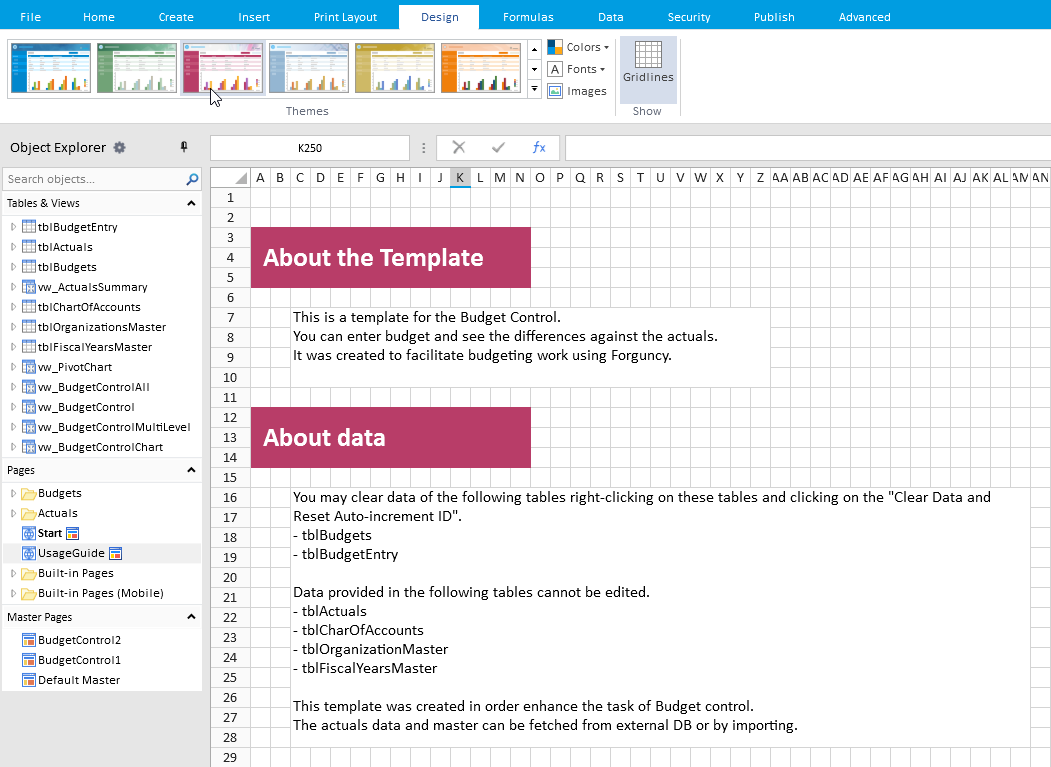 File Home Create Insert Print Layout Design Formulas Data Security Publish Advanced
Colors
Fonts
Images
Gridlines
Themes
Show
Object Explorer
K250
fx
Search objects...
Tables & Views
tblBudgetEntry
tblActuals
tblBudgets
vw_ActualsSummary
tblChartOfAccounts
tblOrganizationsMaster
tblFiscalYearsMaster
vw_PivotChart
vw_BudgetControlAll
vw_BudgetControl
vw_BudgetControlMultiLevel
vw_BudgetControlChart
Pages
Budgets
Actuals
Start
UsageGuide
Built-in Pages
Built-in Pages (Mobile)
Master Pages
BudgetControl2
BudgetControl1
Default Master
A B C D E F G H I J K L M N O P Q R S T U V W X Y Z AA AB AC AD AE AF AG AH AI AJ AK AL AM AN
1
2
3
4
5
6
7
8
9
10
11
12
13
14
15
16
17
18
19
20
21
22
23
24
25
26
27
28
29
About the Template
This is a template for the Budget Control.
You can enter budget and see the differences against the actuals.
It was created to facilitate budgeting work using Forguncy.
About data
You may clear data of the following tables right-clicking on these tables and clicking on the "Clear Data and
Reset Auto-increment ID".
- tblBudgets
- tblBudgetEntry
Data provided in the following tables cannot be edited.
- tblActuals
- tblCharOfAccounts
- tblOrganizationMaster
- tblFiscalYearsMaster
This template was created in order enhance the task of Budget control.
The actuals data and master can be fetched from external DB or by importing.